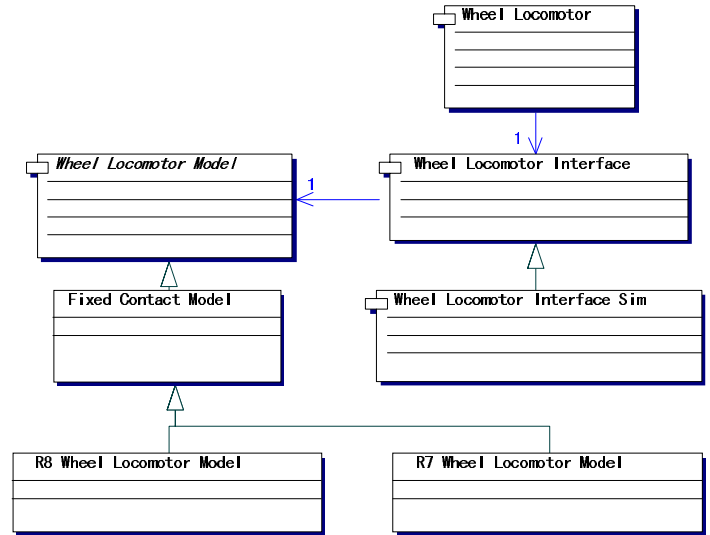 Wheel Locomotor
1
Wheel Locomotor Model
1
Wheel Locomotor Interface
Fixed Contact Model
Wheel Locomotor Interface Sim
R8 Wheel Locomotor Model
R7 Wheel Locomotor Model